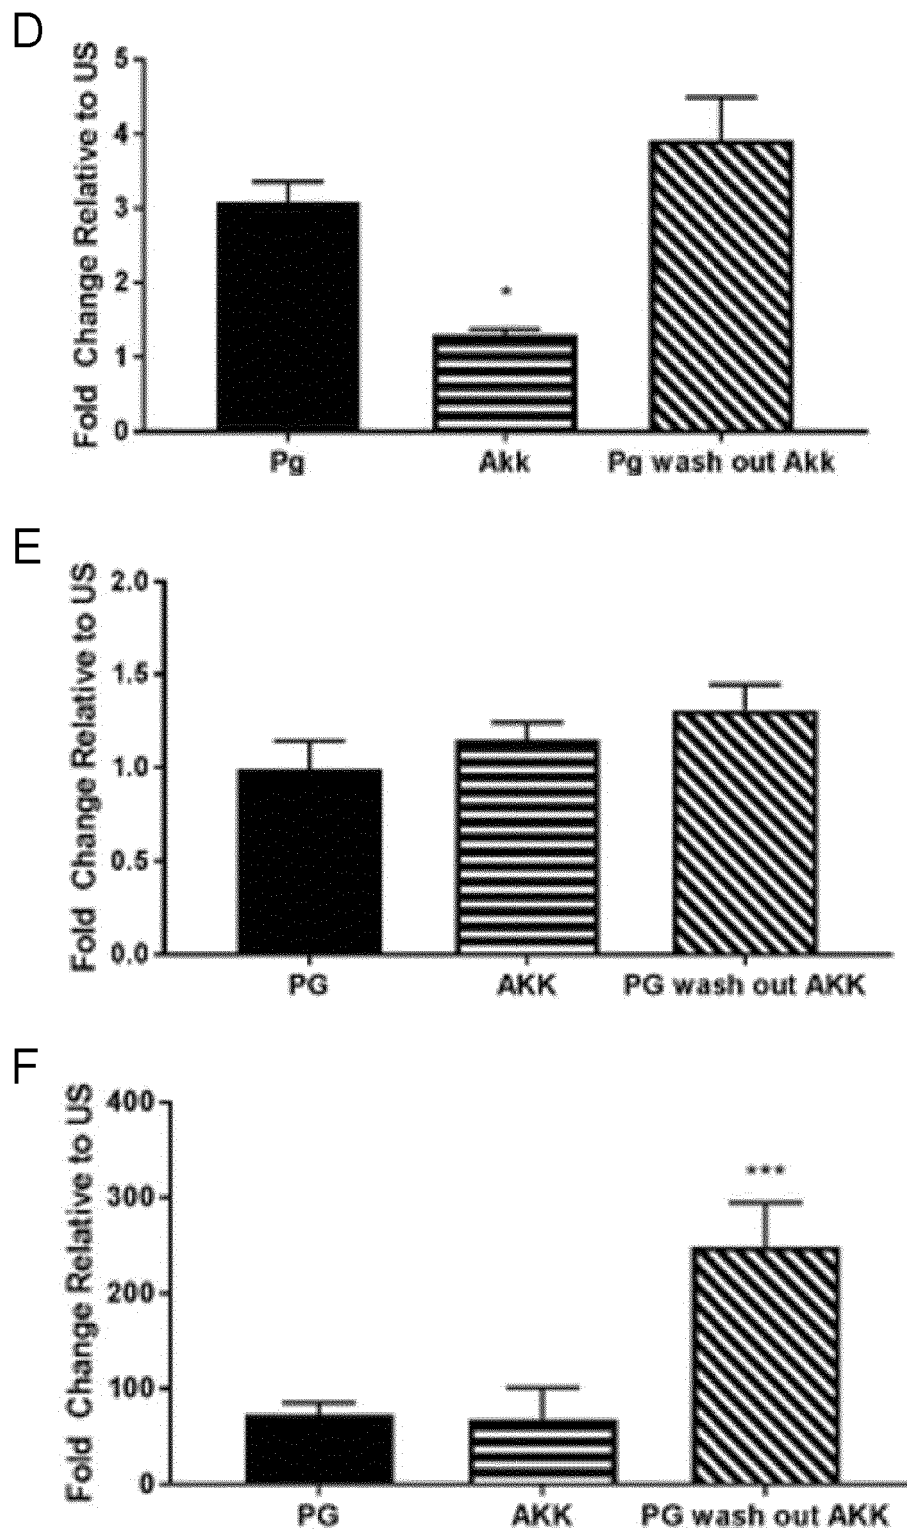 D
Fold Change Relative to US
5
4
3
2
1
0
*
Pg
Akk
Pg wash out Akk
E
Fold Change Relative to US
2.0
1.5
1.0
0.5
0.0
PG
AKK
PG wash out AKK
F
Fold Change Relative to US
400
300
200
100
0
***
PG
AKK
PG wash out AKK